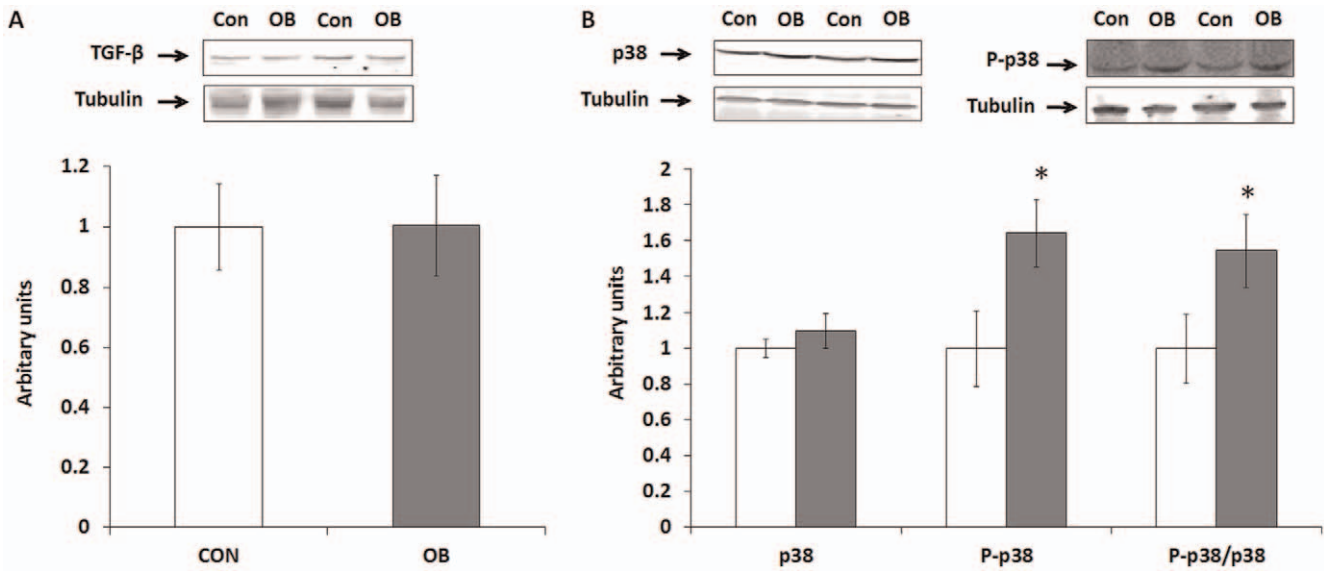 A
Con OB Con OB
TGF-β
Tubulin
1.2
1
0.8
0.6
0.4
0.2
0
Arbitary units
CON OB
B
Con OB Con OB
p38
Tubulin
Con OB Con OB
P-p38
Tubulin
2
1.8
1.6
1.4
1.2
1
0.8
0.6
0.4
0.2
0
Arbitrary units
*
*
p38 P-p38 P-p38/p38